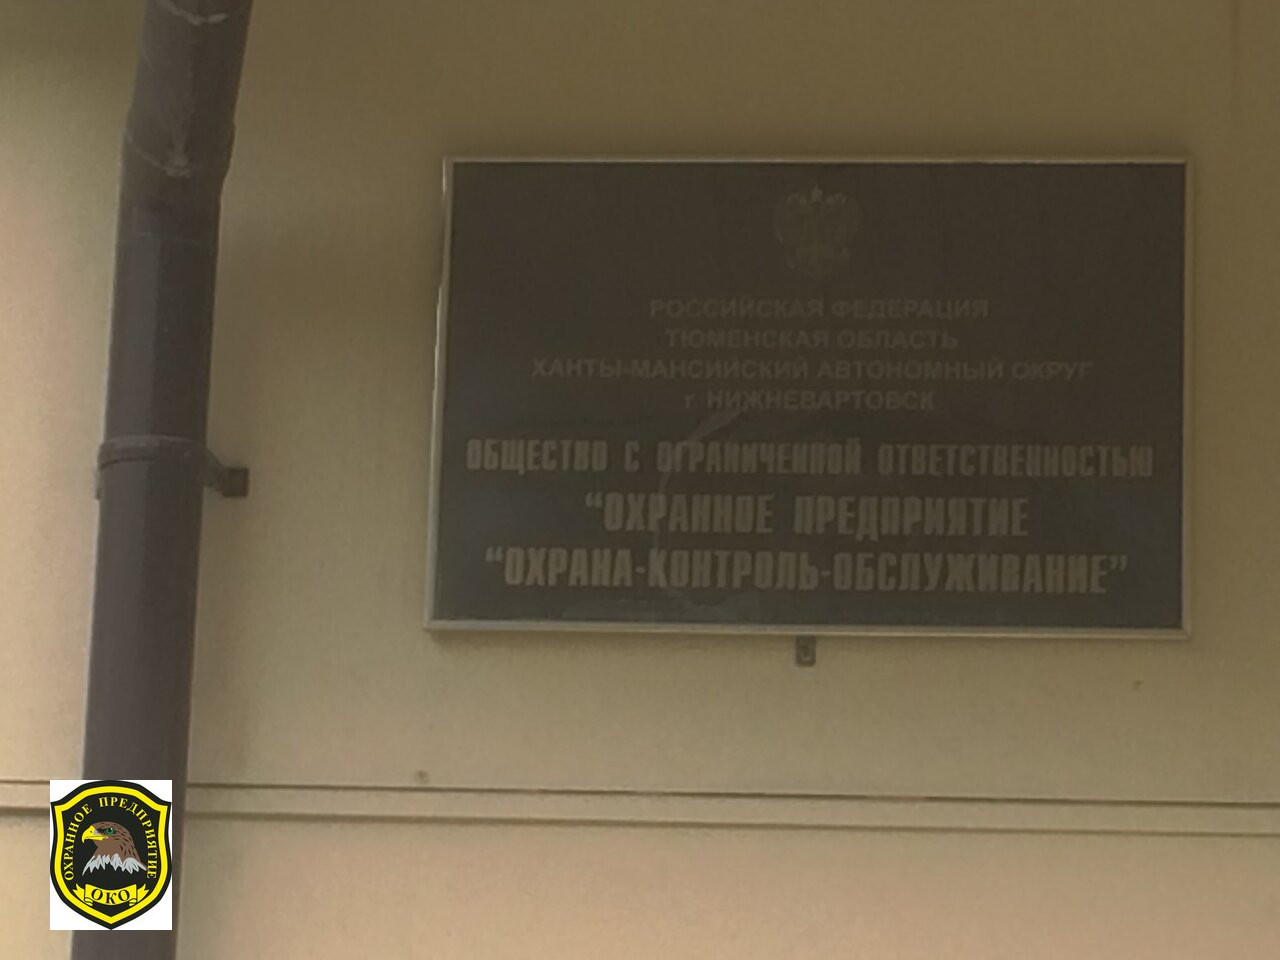 РОССИЙСКАЯ ФЕДЕРАЦИЯ
ТЮМЕНСКАЯ ОБЛАСТЬ
ХАНТЫ-МАНСИЙСКИЙ АВТОНОМНЫЙ ОКРУГ
г. НИЖНЕВАРТОВСК
ОБЩЕСТВО С ОГРАНИЧЕННОЙ ОТВЕТСТВЕННОСТЬЮ
“ОХРАННОЕ ПРЕДПРИЯТИЕ
“ОХРАНА-КОНТРОЛЬ-ОБСЛУЖИВАНИЕ”
ОХРАННОЕ ПРЕДПРИЯТИЕ
ОКО